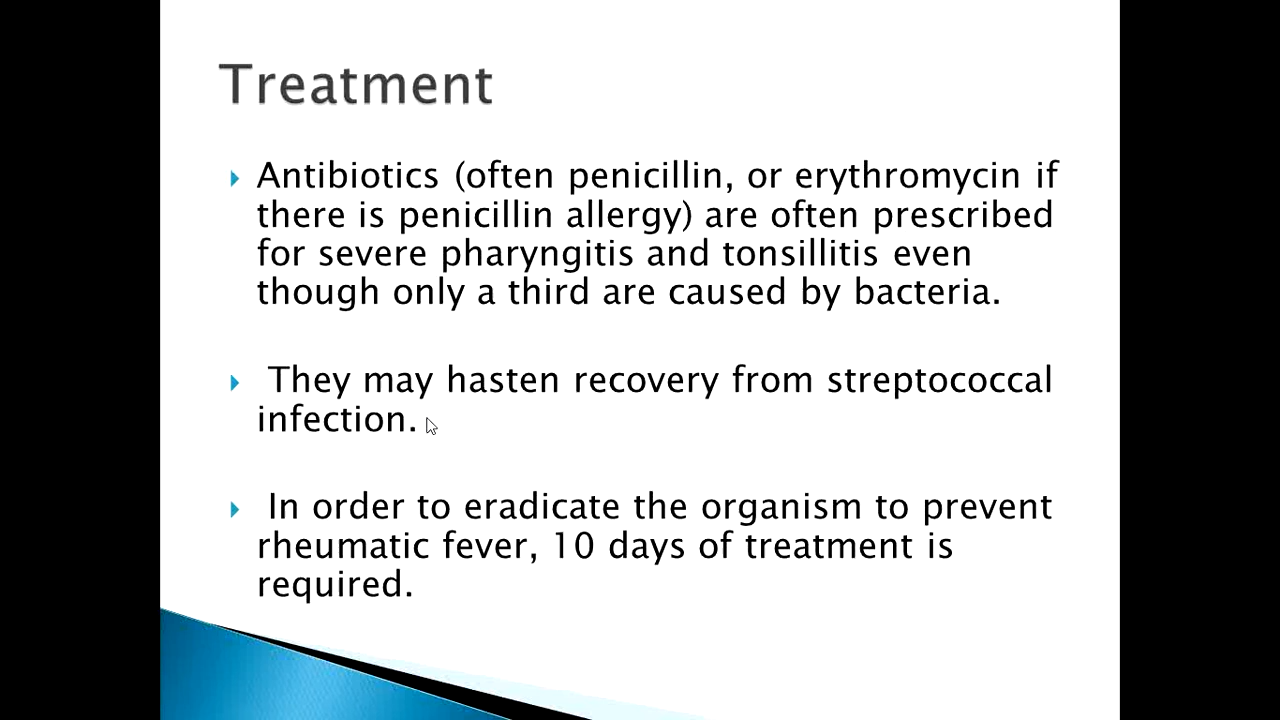 Treatment
Antibiotics (often penicillin, or erythromycin if
there is penicillin allergy) are often prescribed
for severe pharyngitis and tonsillitis even
though only a third are caused by bacteria.
They may hasten recovery from streptococcal
infection.
In order to eradicate the organism to prevent
rheumatic fever, 10 days of treatment is
required.